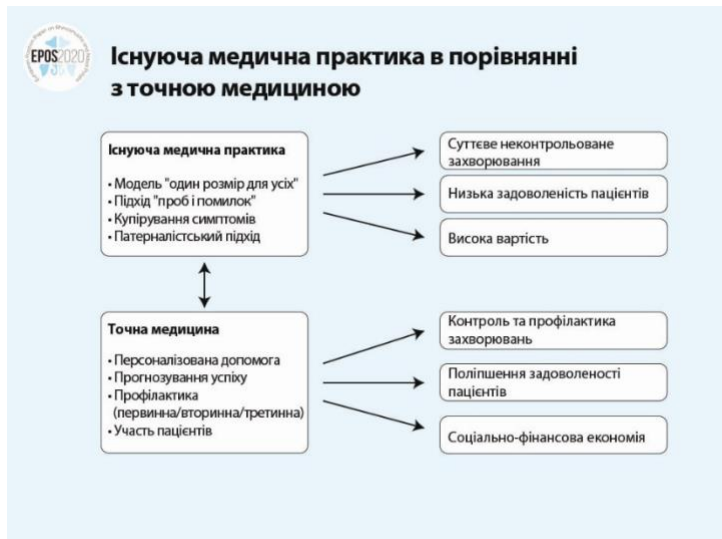 EPOS2020
Існуюча медична практика в порівнянні
з точною медициною
Існуюча медична практика
• Модель "один розмір для усіх"
• Підхід "проб і помилок"
• Купірування симптомів
• Патерналістський підхід
Суттєве неконтрольоване
захворювання
Низька задоволеність пацієнтів
Висока вартість
Точна медицина
• Персоналізована допомога
• Прогнозування успіху
• Профілактика
(первинна/вторинна/третинна)
• Участь пацієнтів
Контроль та профілактика
захворювань
Поліпшення задоволеості
пацієнтів
Соціально-фінансова економія